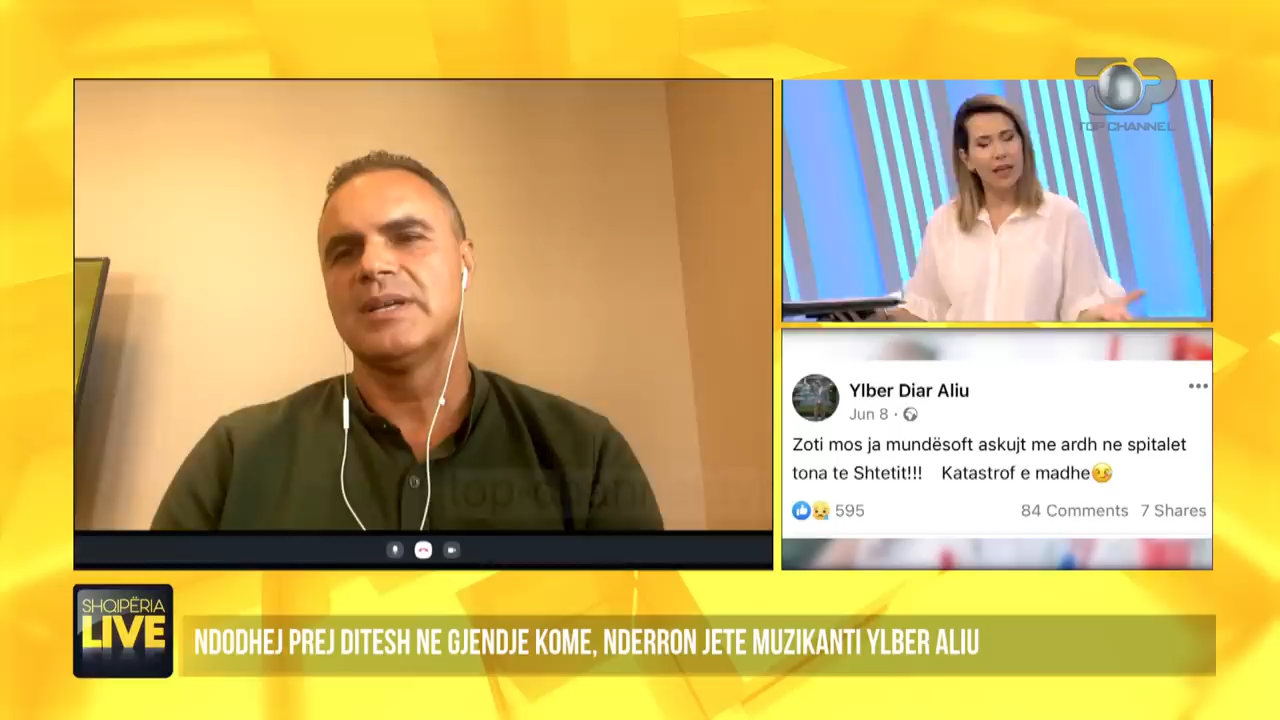 TOP CHANNEL
Ylber Diar Aliu
Jun 8 ·
Zoti mos ja mundësoft askujt me ardh ne spitalet
tona te Shtetit!!! Katastrof e madhe🤒
595 84 Comments 7 Shares
top-chann
SHQIPËRIA
LIVE
NDODHEJ PREJ DITESH NE GJENDJE KOME, NDERRON JETE MUZIKANTI YLBER ALIU